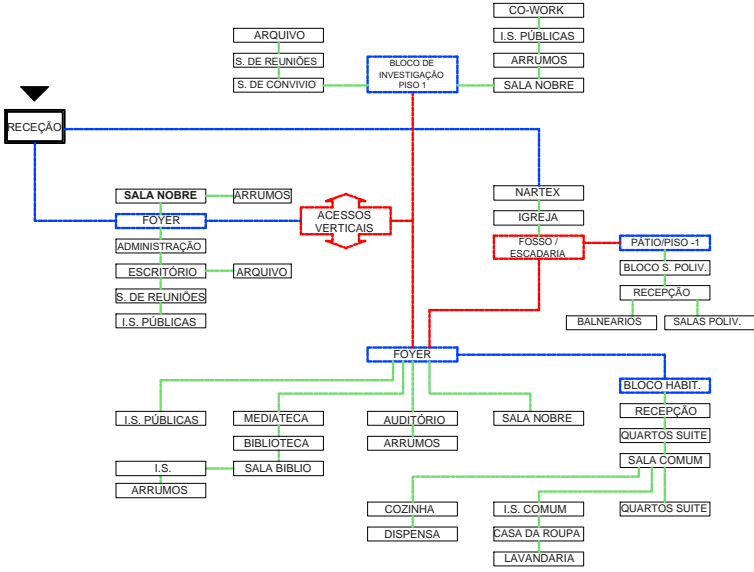 CO-WORK
ARQUIVO
I.S. PÚBLICAS
S. DE REUNIÕES
BLOCO DE
INVESTIGAÇÃO
PISO 1
ARRUMOS
S. DE CONVIVIO
SALA NOBRE
RECEÇÃO
SALA NOBRE
ARRUMOS
NARTEX
FOYER
ACESSOS
VERTICAIS
IGREJA
ADMINISTRAÇÃO
FOSSO /
ESCADARIA
PÁTIO/PISO -1
ESCRITÓRIO
ARQUIVO
BLOCO S. POLIV.
S. DE REUNIÕES
RECEPÇÃO
I.S. PÚBLICAS
BALNEARIOS
SALAS POLIV.
FOYER
BLOCO HABIT.
I.S. PÚBLICAS
MEDIATECA
AUDITÓRIO
SALA NOBRE
RECEPÇÃO
BIBLIOTECA
ARRUMOS
QUARTOS SUITE
I.S.
SALA BIBLIO
SALA COMUM
ARRUMOS
COZINHA
I.S. COMUM
QUARTOS SUITE
DISPENSA
CASA DA ROUPA
LAVANDARIA